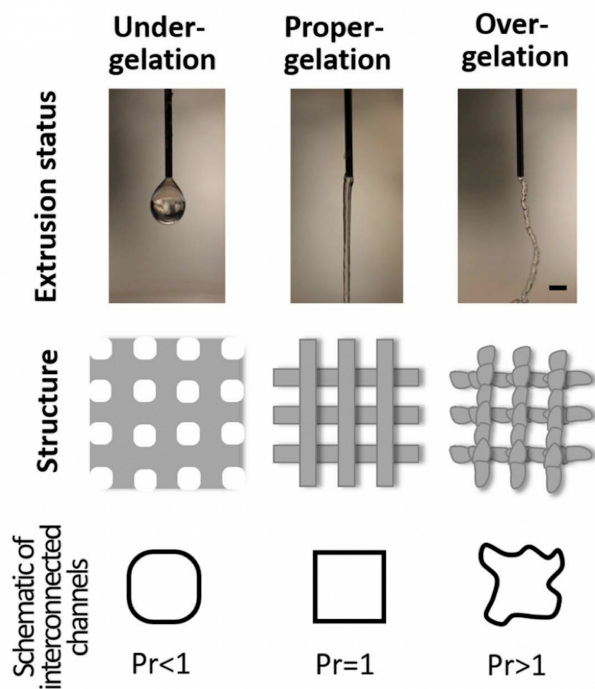 Under-
gelation
Proper-
gelation
Over-
gelation
Extrusion status
Structure
Schematic of
interconnected
channels
Pr<1
Pr=1
Pr>1